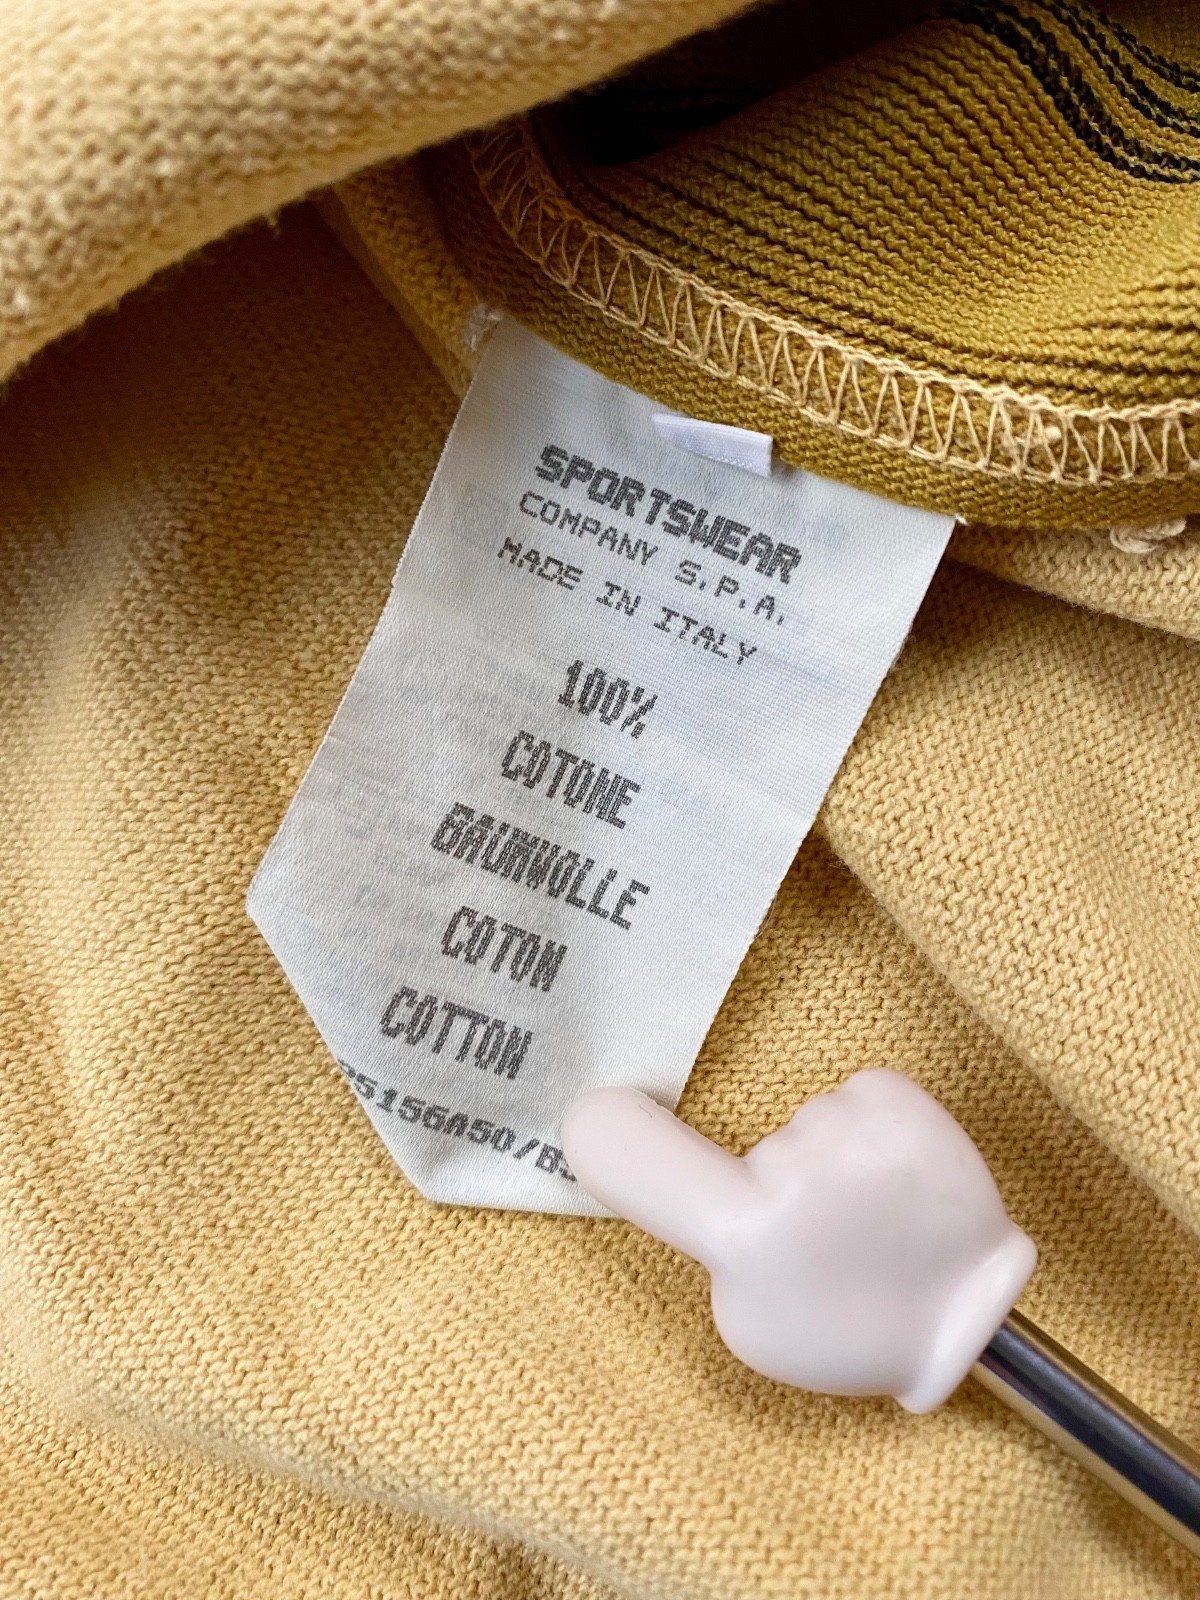 SPORTSWEAR
COMPANY S.P.A.
MADE IN ITALY
100%
COTONE
BAUMWOLLE
COTON
COTTON